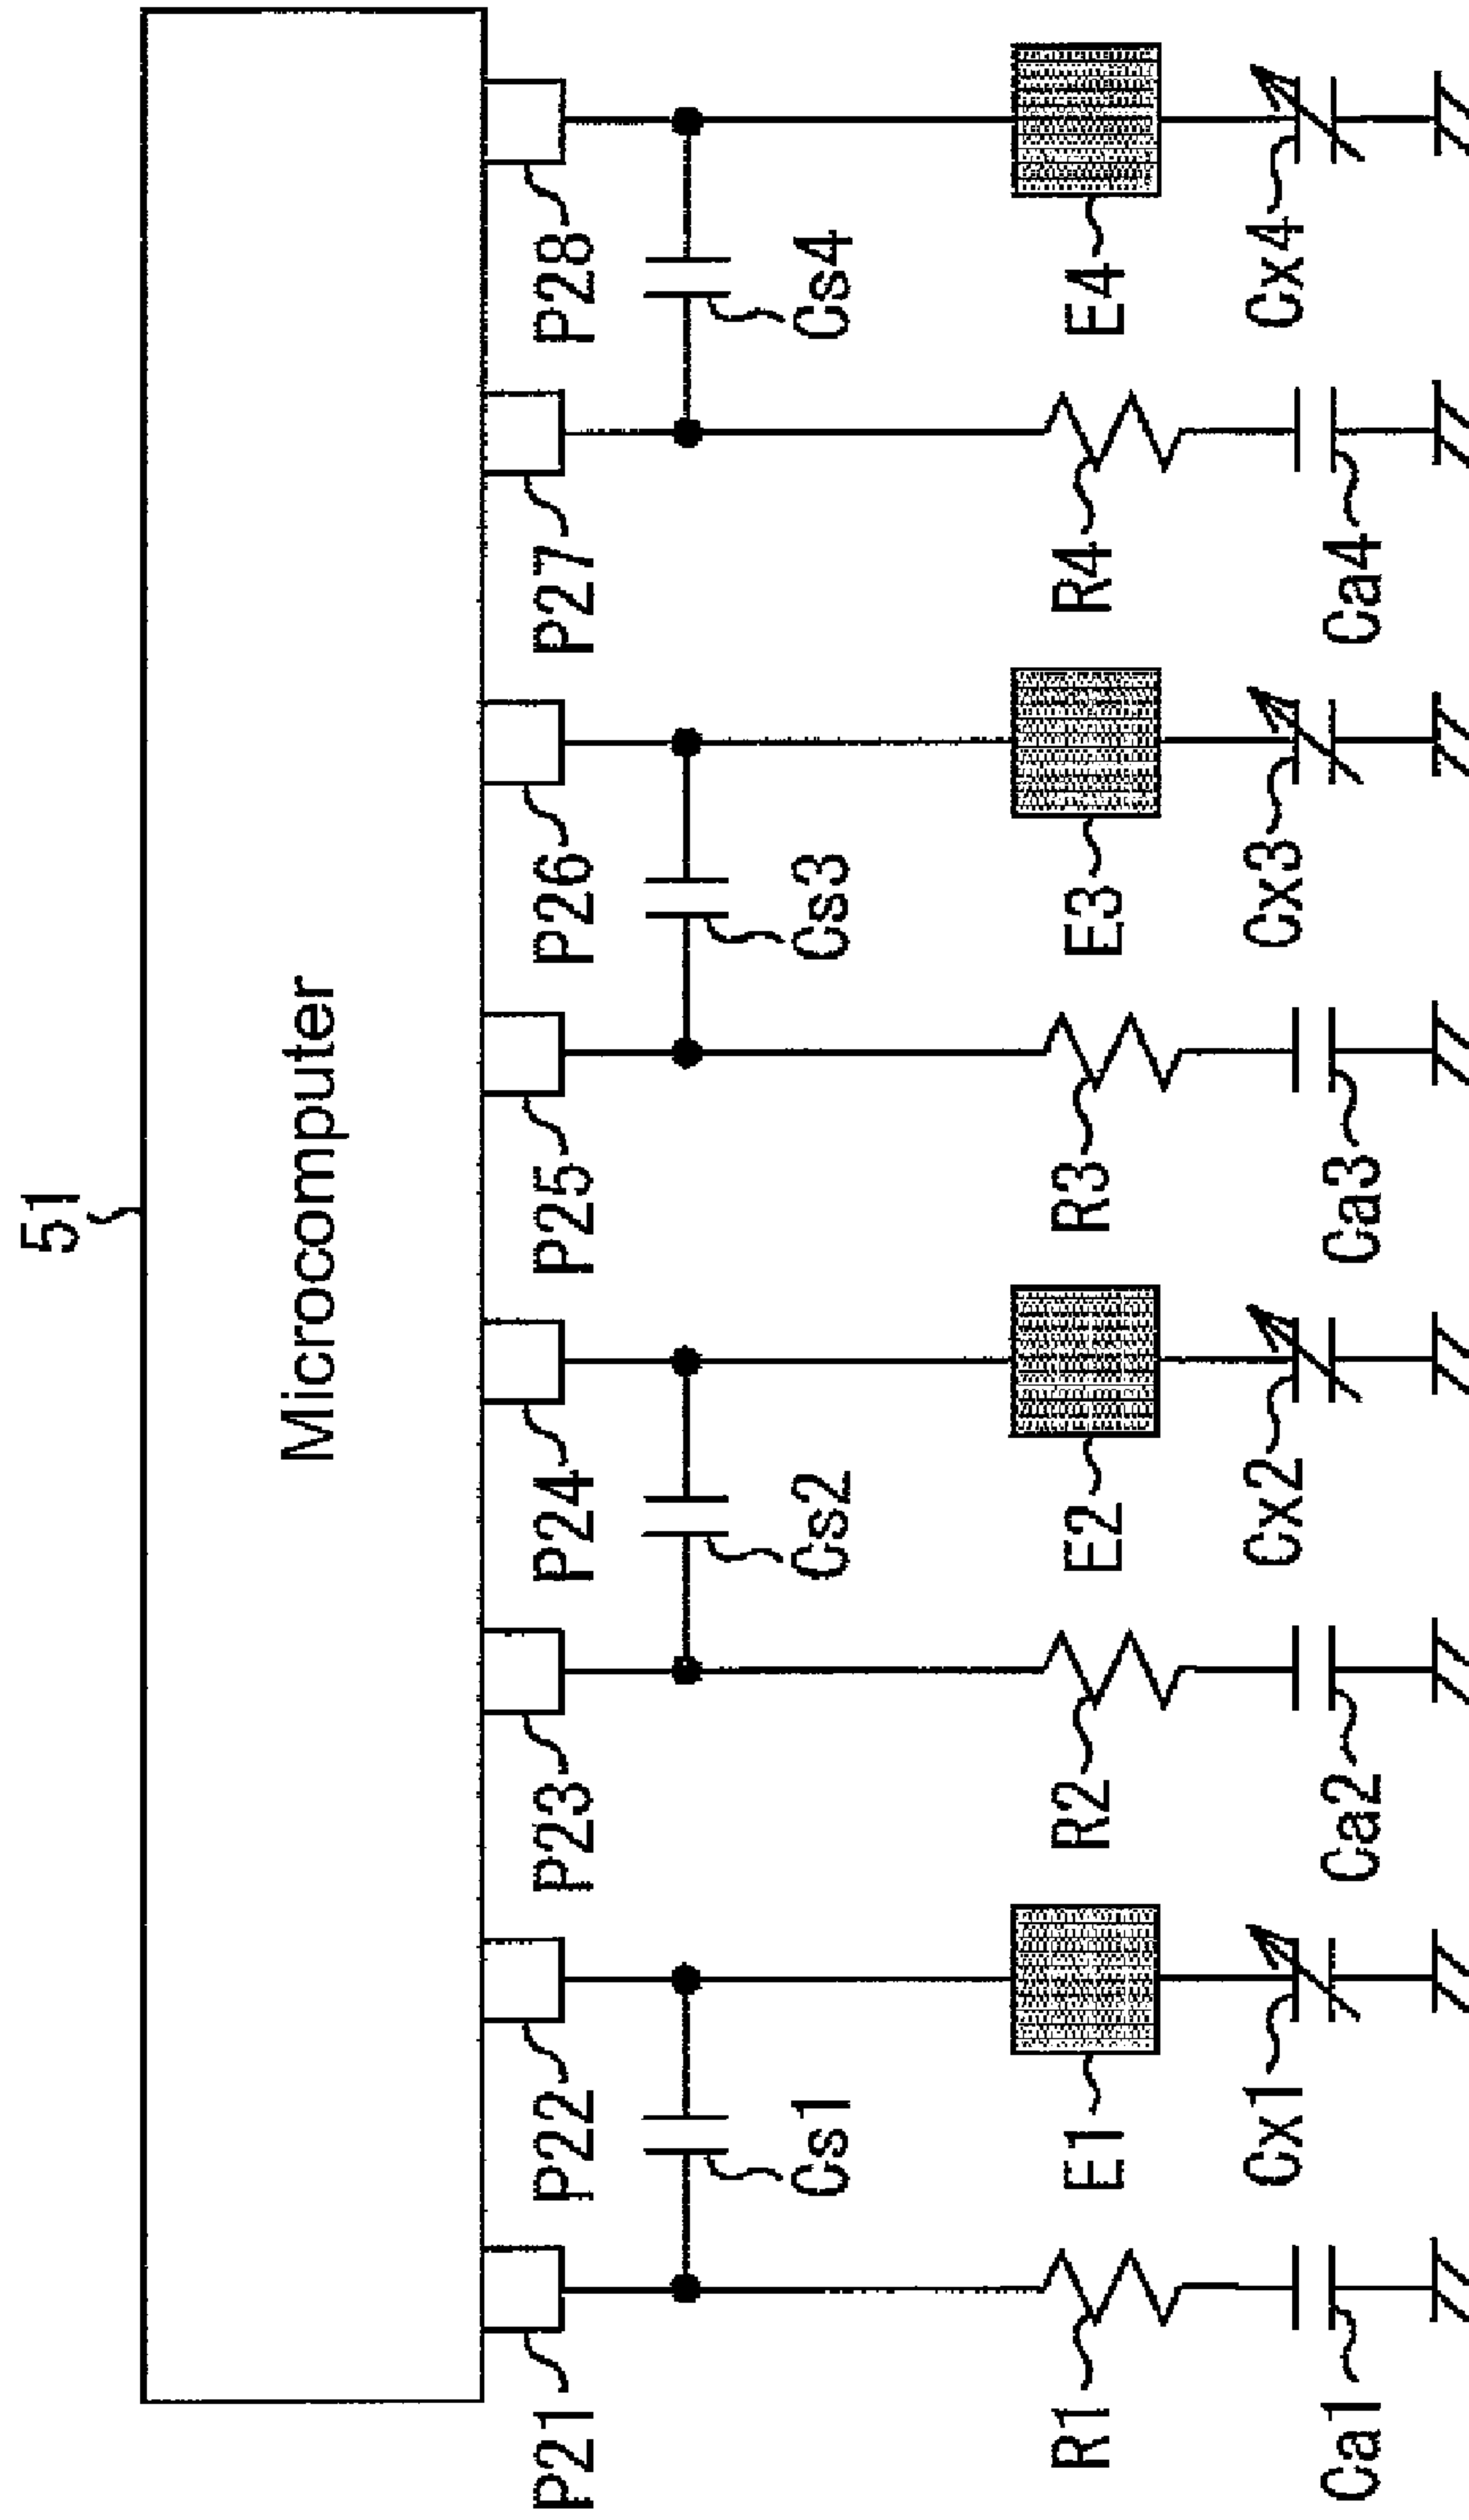 51
Microcomputer
P21
P22
P23
P24
P25
P26
P27
P28
Cs1
Cs2
Cs3
Cs4
R1
E1
R2
E2
R3
E3
R4
E4
Ca1
Cx1
Ca2
Cx2
Ca3
Cx3
Ca4
Cx4